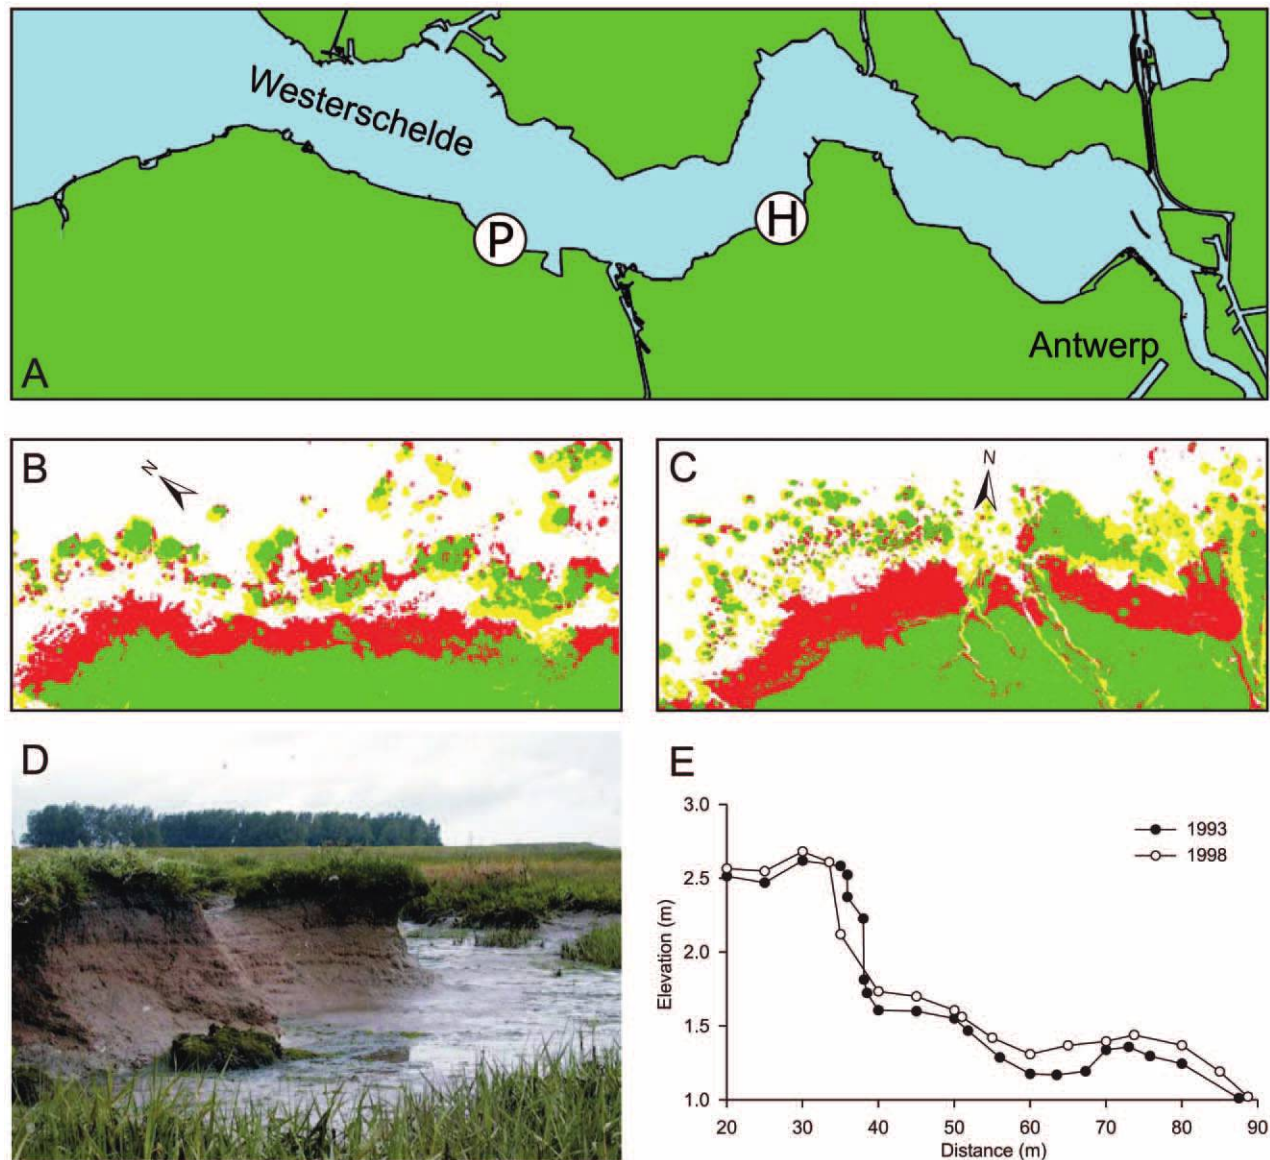 Westerschelde
P
H
Antwerp
A
B
N
C
N
D
E
3.0
2.5
2.0
1.5
1.0
Elevation (m)
1993
1998
20 30 40 50 60 70 80 90
Distance (m)